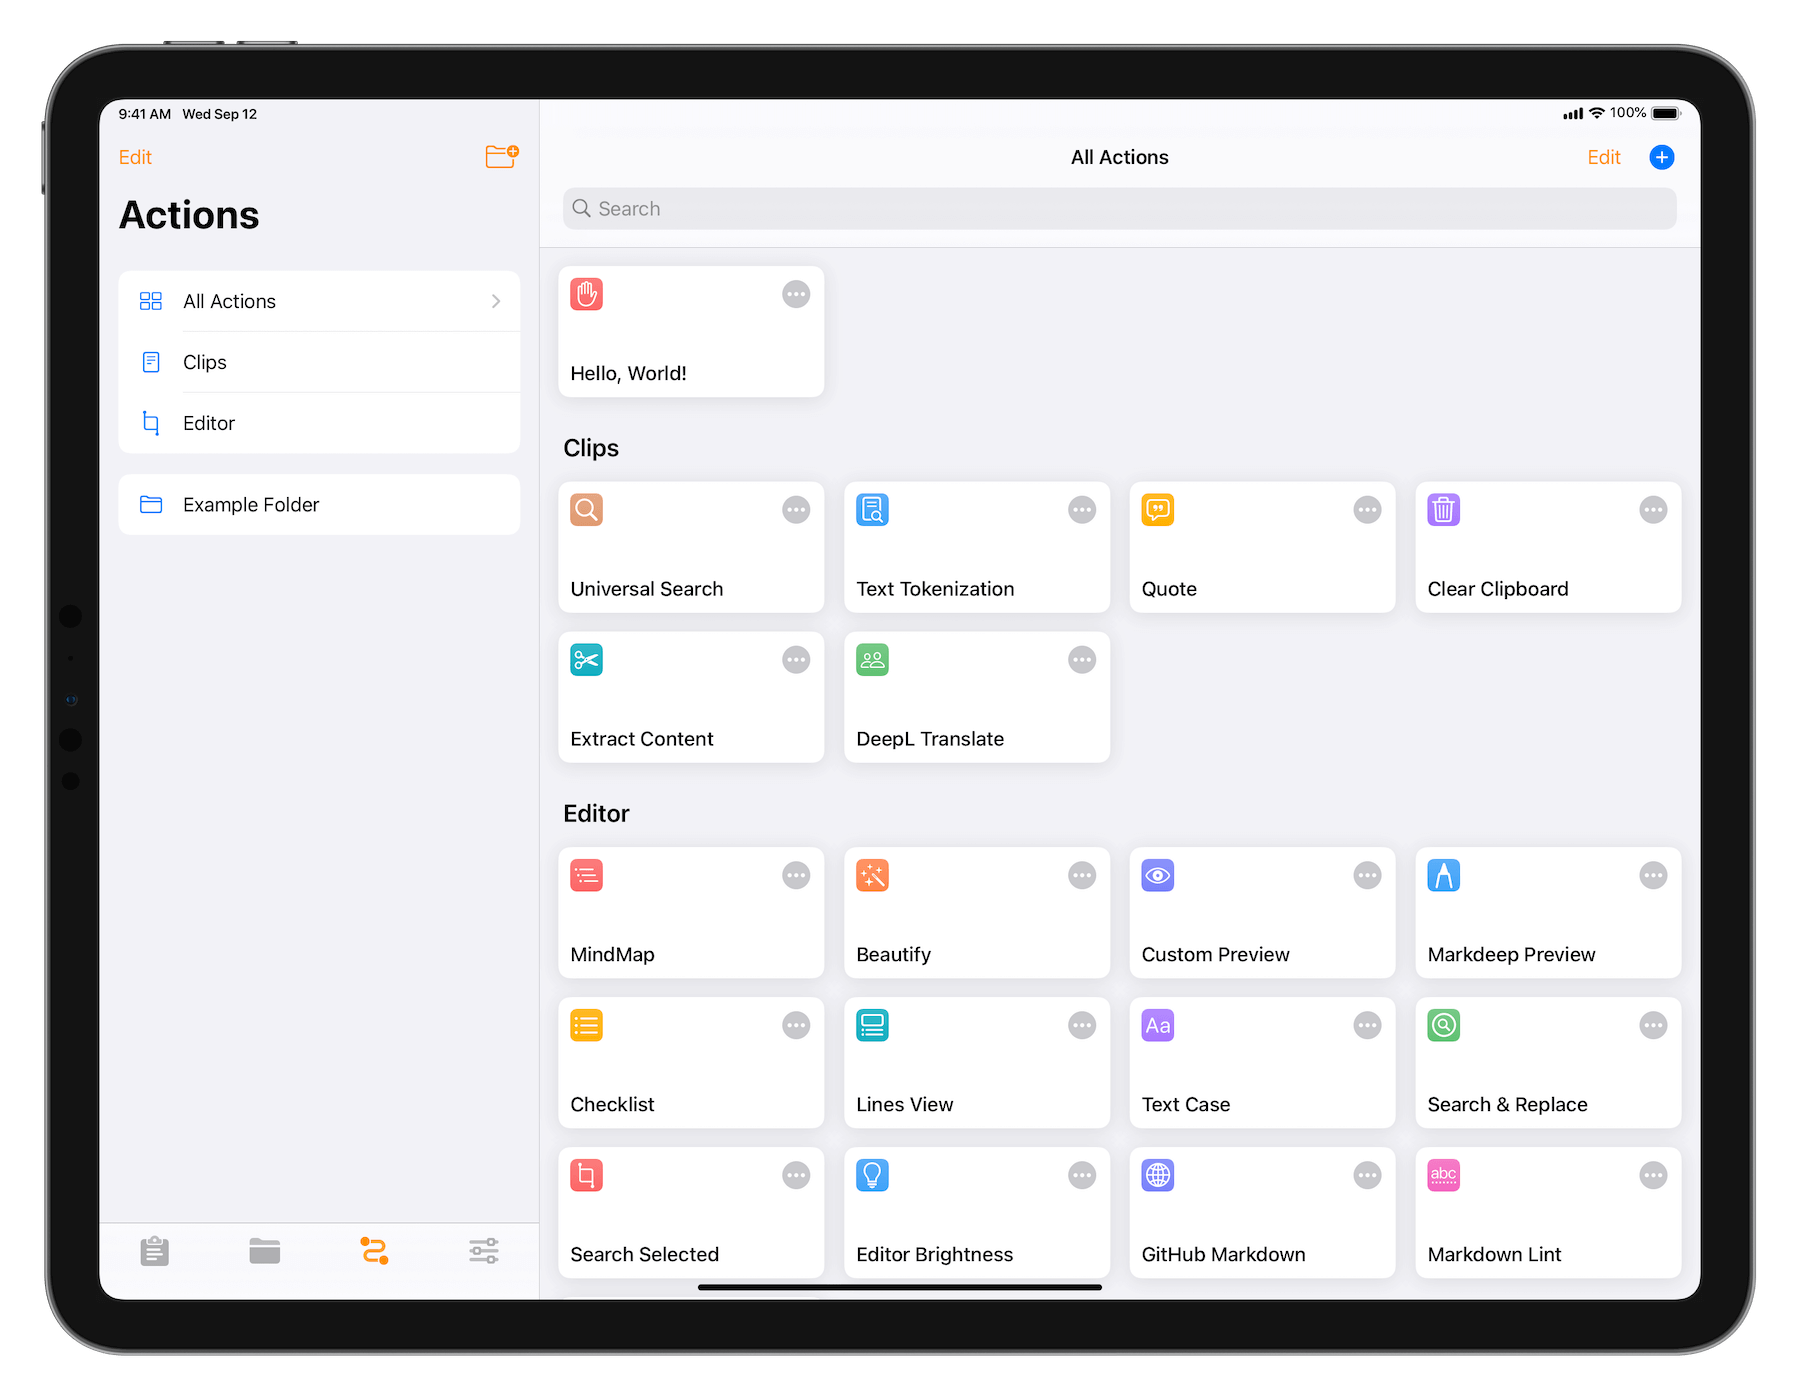 9:41 AM Wed Sep 12
100%
Edit
Actions
All Actions
Clips
Editor
Example Folder
All Actions
Edit
Search
Hello, World!
Clips
Universal Search
Text Tokenization
Quote
Clear Clipboard
Extract Content
DeepL Translate
Editor
MindMap
Beautify
Custom Preview
Markdeep Preview
Checklist
Lines View
Aa
Text Case
Search & Replace
Search Selected
Editor Brightness
GitHub Markdown
abc
Markdown Lint